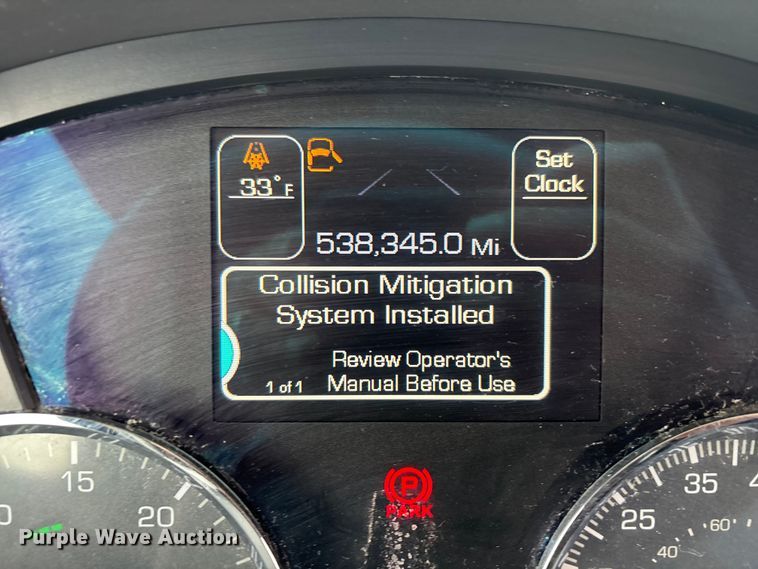 33°F
Set
Clock
538,345.0 Mi
Collision Mitigation
System Installed
Review Operator's
1 of 1 Manual Before Use
P
PARK
15
20
25
35
40
60
Purple Wave Auction